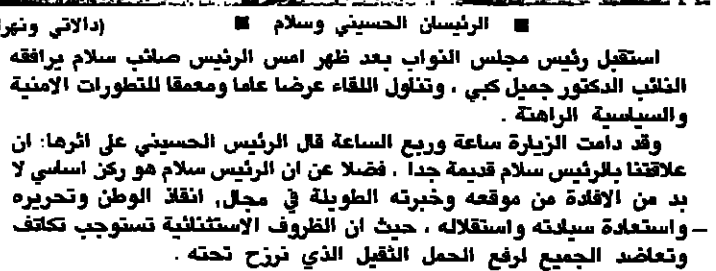 ■ الرئيسان الحسيني وسلام ■ (دالاتي ونهرا
استقبل رئيس مجلس النواب بعد ظهر امس الرئيس صائب سلام يرافقه
النائب الدكتور جميل كبي ، وتناول اللقاء عرضا عاما ومعمقا للتطورات الامنية
والسياسية الراهنة .
وقد دامت الزيارة ساعة وربع الساعة قال الرئيس الحسيني على اثرها: ان
علاقتنا بالرئيس سلام قديمة جدا ، فضلا عن ان الرئيس سلام هو ركن اساسي لا
بد من الافادة من موقعه وخبرته الطويلة في مجال, انقاذ الوطن وتحريره
واستعادة سيادته واستقلاله ، حيث ان الظروف الاستثنائية تستوجب تكاتف
وتعاضد الجميع لرفع الحمل الثقيل الذي نرزح تحته .